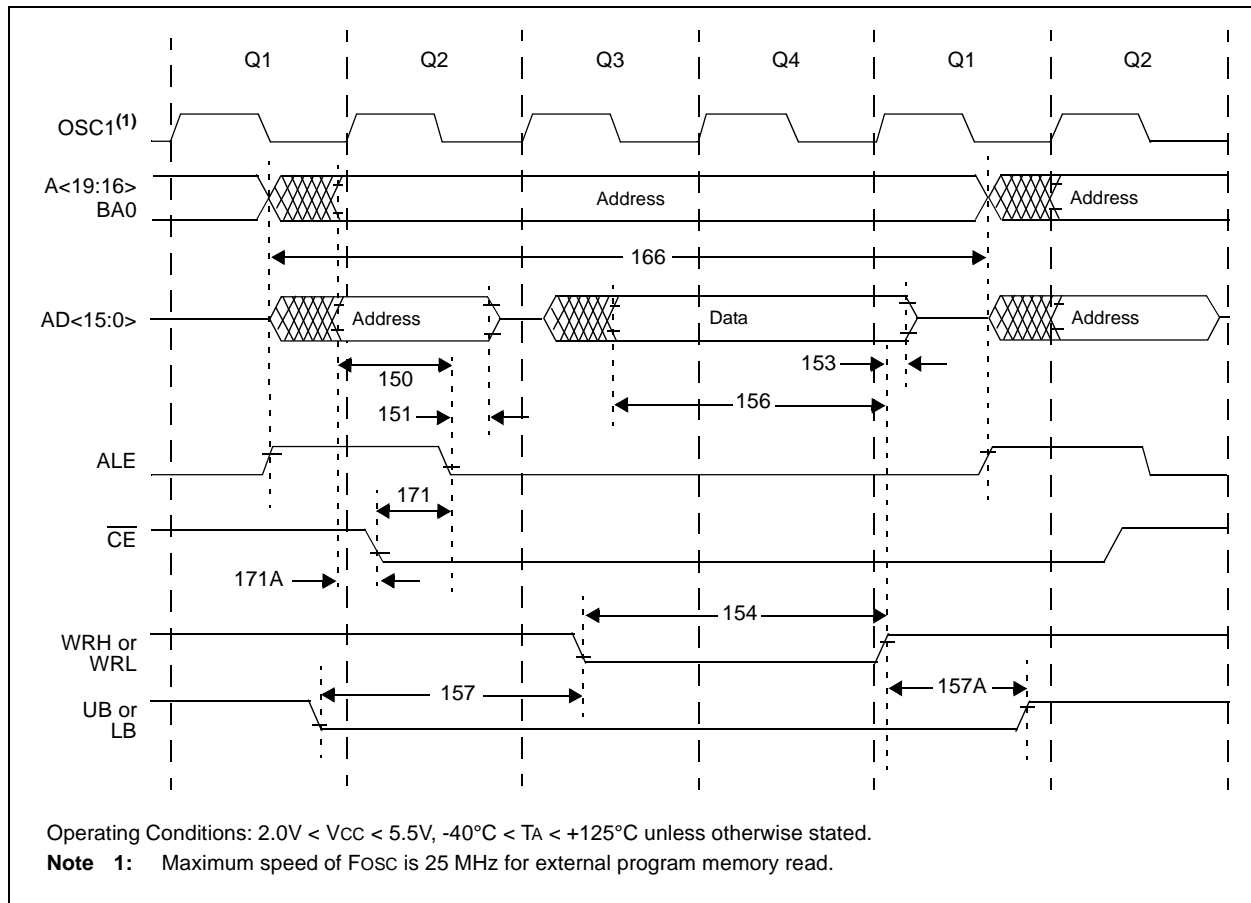 Q1 Q2 Q3 Q4 Q1 Q2
OSC1(1)
A<19:16>
BA0
Address
Address
166
AD<15:0>
Address
Data
Address
150
153
151
156
ALE
171
CE
171A
154
WRH or
WRL
157
157A
UB or
LB
Operating Conditions: 2.0V < VCC < 5.5V, -40°C < TA < +125°C unless otherwise stated.
Note 1: Maximum speed of FOSC is 25 MHz for external program memory read.